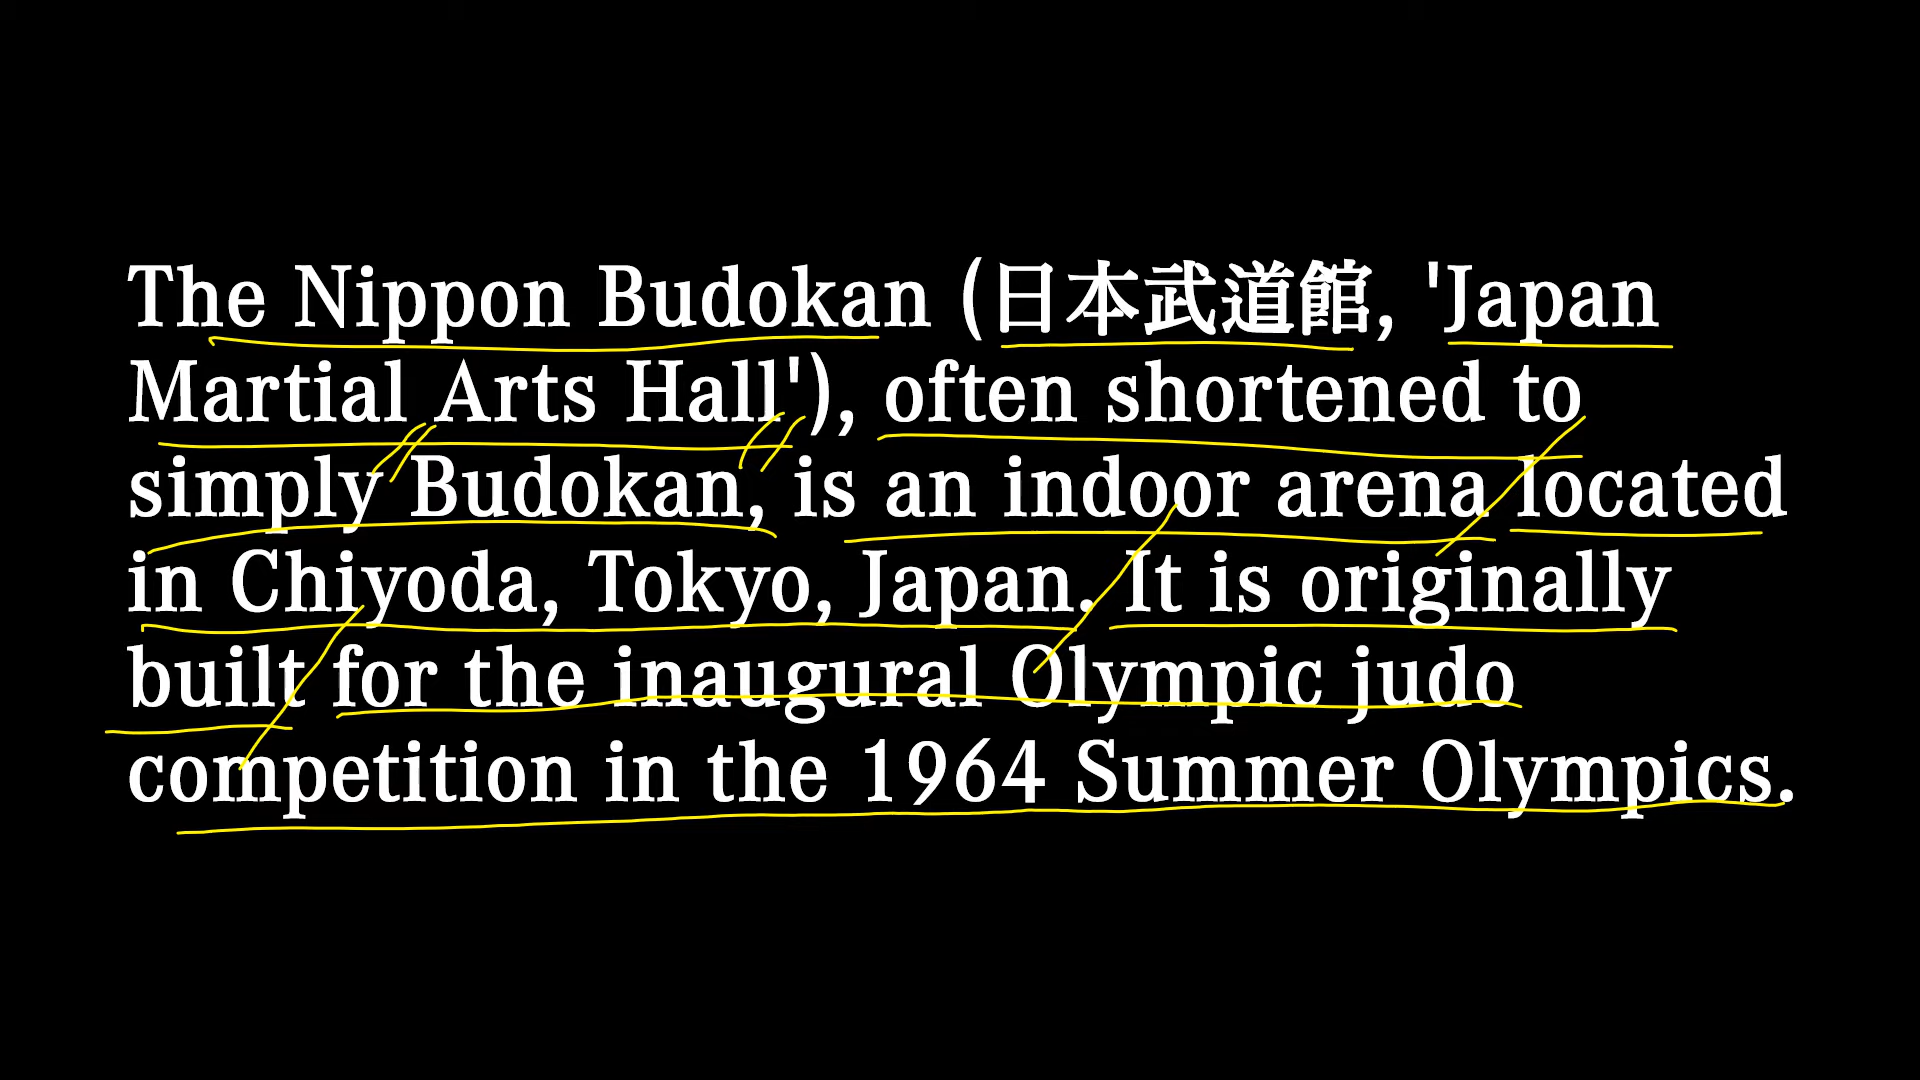 The Nippon Budokan (日本武道館, 'Japan
Martial Arts Hall'), often shortened to
simply Budokan, is an indoor arena located
in Chiyoda, Tokyo, Japan. It is originally
built for the inaugural Olympic judo
competition in the 1964 Summer Olympics.